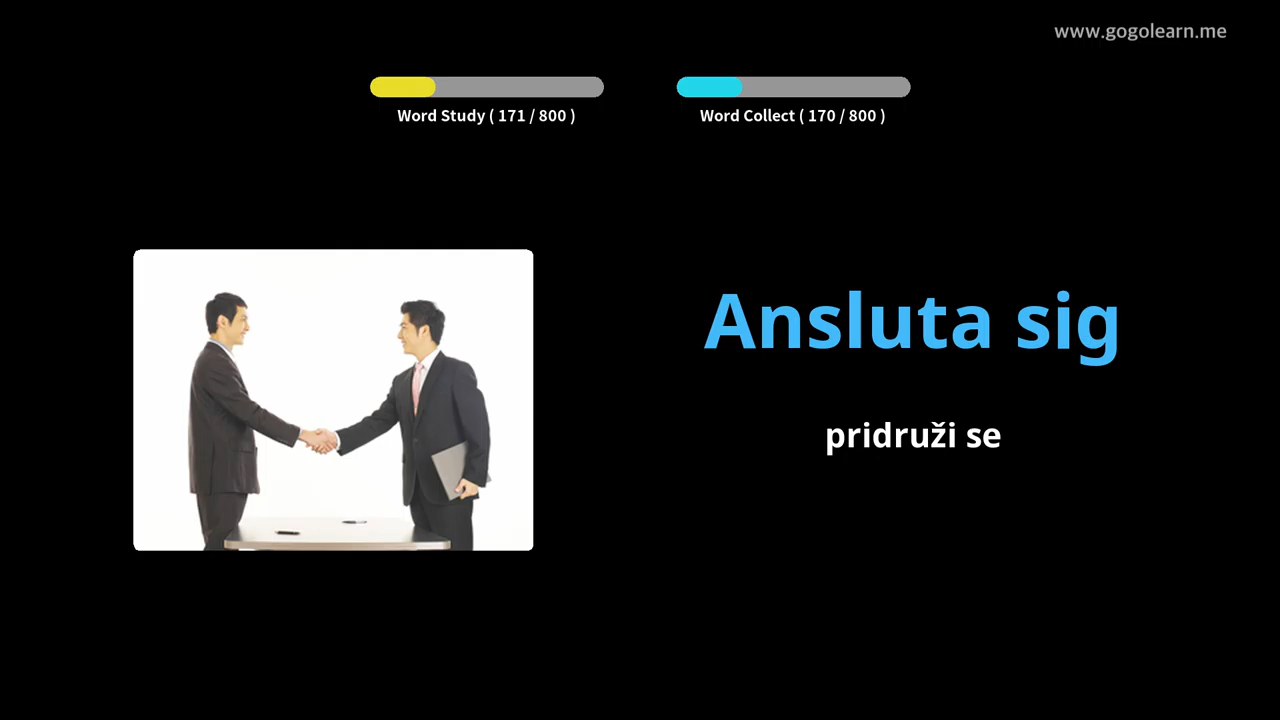 www.gogolearn.me
Word Study ( 171 / 800 )
Word Collect ( 170 / 800 )
Ansluta sig
pridruži se